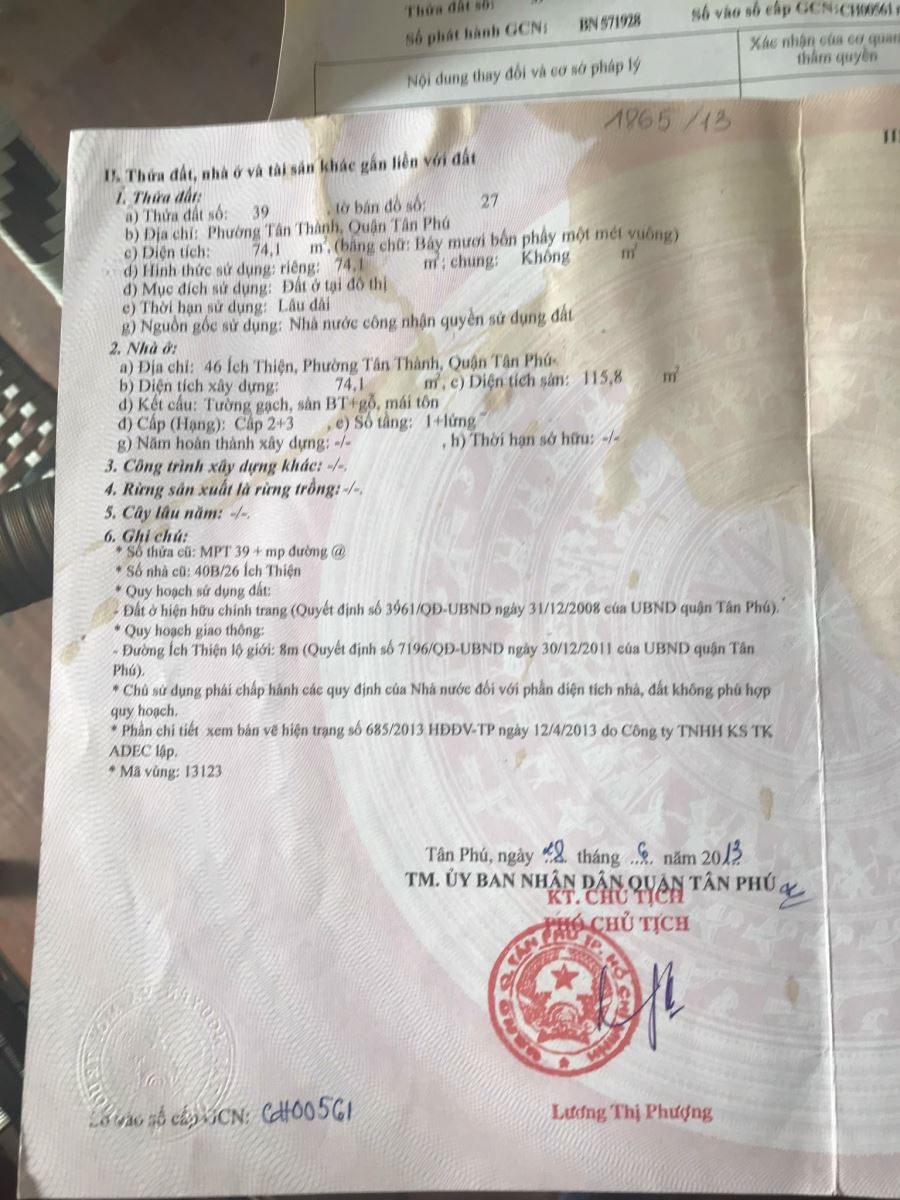 Thửa đất số:
Số phát hành GCN: BN 571928
Số vào sổ cấp GCN: CH00561
Nội dung thay đổi và cơ sở pháp lý
Xác nhận của cơ quan
thẩm quyền
1865/13
II. Thửa đất, nhà ở và tài sản khác gắn liền với đất
1. Thửa đất:
a) Thửa đất số: 39 , tờ bản đồ số: 27
b) Địa chỉ: Phường Tân Thành, Quận Tân Phú
c) Diện tích: 74,1 m², (bằng chữ: Bảy mươi bốn phẩy một mét vuông)
d) Hình thức sử dụng: riêng: 74,1 m²; chung: Không m²
đ) Mục đích sử dụng: Đất ở tại đô thị
e) Thời hạn sử dụng: Lâu dài
g) Nguồn gốc sử dụng: Nhà nước công nhận quyền sử dụng đất
2. Nhà ở:
a) Địa chỉ: 46 Ích Thiện, Phường Tân Thành, Quận Tân Phú
b) Diện tích xây dựng: 74,1 m², c) Diện tích sàn: 115,8 m²
d) Kết cấu: Tường gạch, sàn BT+gỗ, mái tôn
đ) Cấp (Hạng): Cấp 2+3 , e) Số tầng: 1+lửng
g) Năm hoàn thành xây dựng: -/- , h) Thời hạn sở hữu: -/-
3. Công trình xây dựng khác: -/-.
4. Rừng sản xuất là rừng trồng:-/-.
5. Cây lâu năm: -/-.
6. Ghi chú:
* Số thửa cũ: MPT 39 + mp đường @
* Số nhà cũ: 40B/26 Ích Thiện
* Quy hoạch sử dụng đất:
- Đất ở hiện hữu chỉnh trang (Quyết định số 3961/QĐ-UBND ngày 31/12/2008 của UBND quận Tân Phú).
* Quy hoạch giao thông:
- Đường Ích Thiện lộ giới: 8m (Quyết định số 7196/QĐ-UBND ngày 30/12/2011 của UBND quận Tân
Phú).
* Chủ sử dụng phải chấp hành các quy định của Nhà nước đối với phần diện tích nhà, đất không phù hợp
quy hoạch.
* Phần chi tiết xem bản vẽ hiện trạng số 685/2013 HĐĐV-TP ngày 12/4/2013 do Công ty TNHH KS TK
ADEC lập.
* Mã vùng: 13123
Tân Phú, ngày 28 tháng 6 năm 2013
TM. ỦY BAN NHÂN DÂN QUẬN TÂN PHÚ
KT. CHỦ TỊCH
PHÓ CHỦ TỊCH
U.B.N.D Q. TÂN PHÚ T.P. HỒ CHÍ MINH
Lương Thị Phượng
Số vào sổ cấp GCN: CH00561